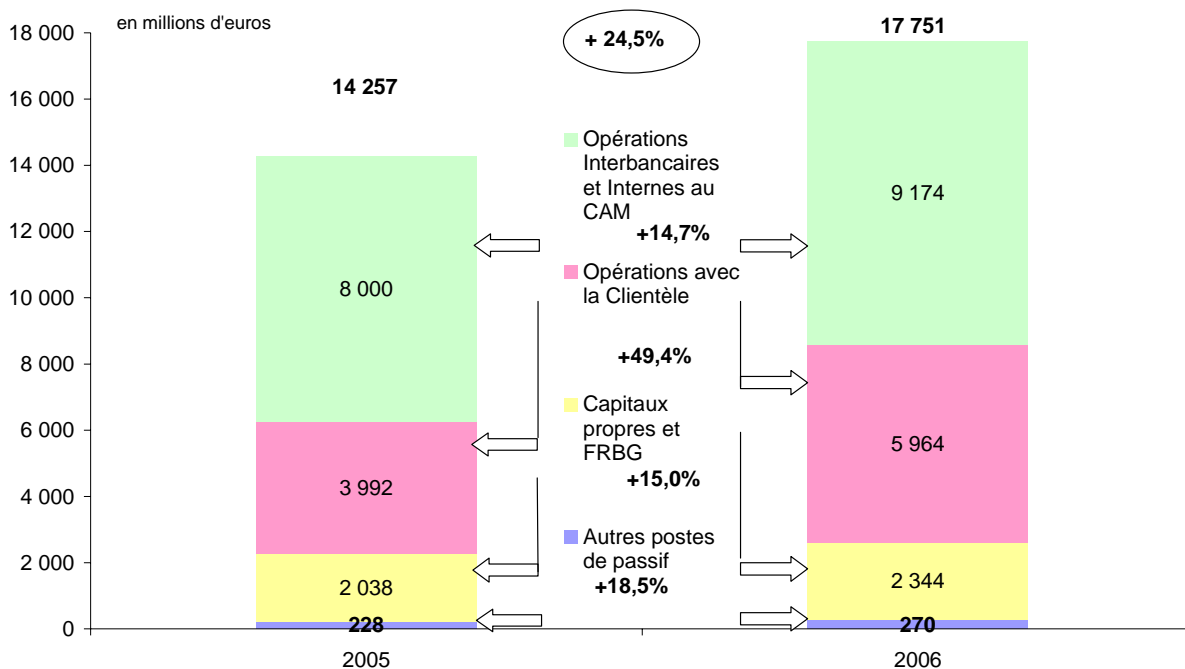 en millions d'euros
18 000
16 000
14 000
12 000
10 000
8 000
6 000
4 000
2 000
0
14 257
8 000
3 992
2 038
228
2005
+ 24,5%
Opérations
Interbancaires
et Internes au
CAM
+14,7%
Opérations avec
la Clientèle
+49,4%
Capitaux
propres et
FRBG
+15,0%
Autres postes
de passif
+18,5%
17 751
9 174
5 964
2 344
270
2006